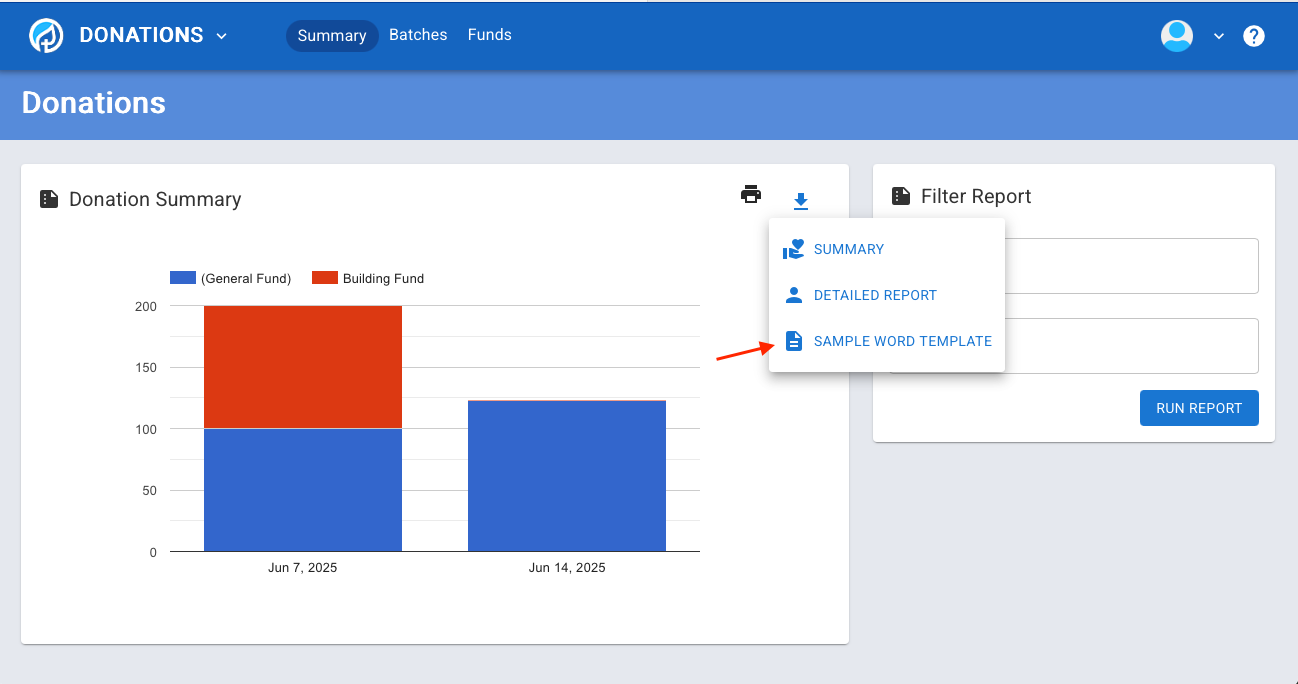 DONATIONS Summary Batches Funds
Donations
Donation Summary
Filter Report
SUMMARY
DETAILED REPORT
SAMPLE WORD TEMPLATE
RUN REPORT
(General Fund) Building Fund
200
150
100
50
0
Jun 7, 2025 Jun 14, 2025